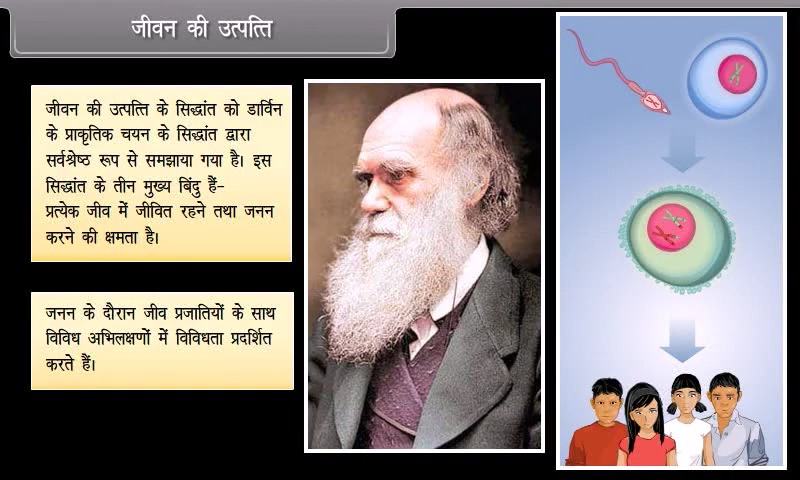 जीवन की उत्पत्ति
जीवन की उत्पत्ति के सिद्धांत को डार्विन
के प्राकृतिक चयन के सिद्धांत द्वारा
सर्वश्रेष्ठ रूप से समझाया गया है। इस
सिद्धांत के तीन मुख्य बिंदु हैं-
प्रत्येक जीव में जीवित रहने तथा जनन
करने की क्षमता है।
जनन के दौरान जीव प्रजातियों के साथ
विविध अभिलक्षणों में विविधता प्रदर्शित
करते हैं।